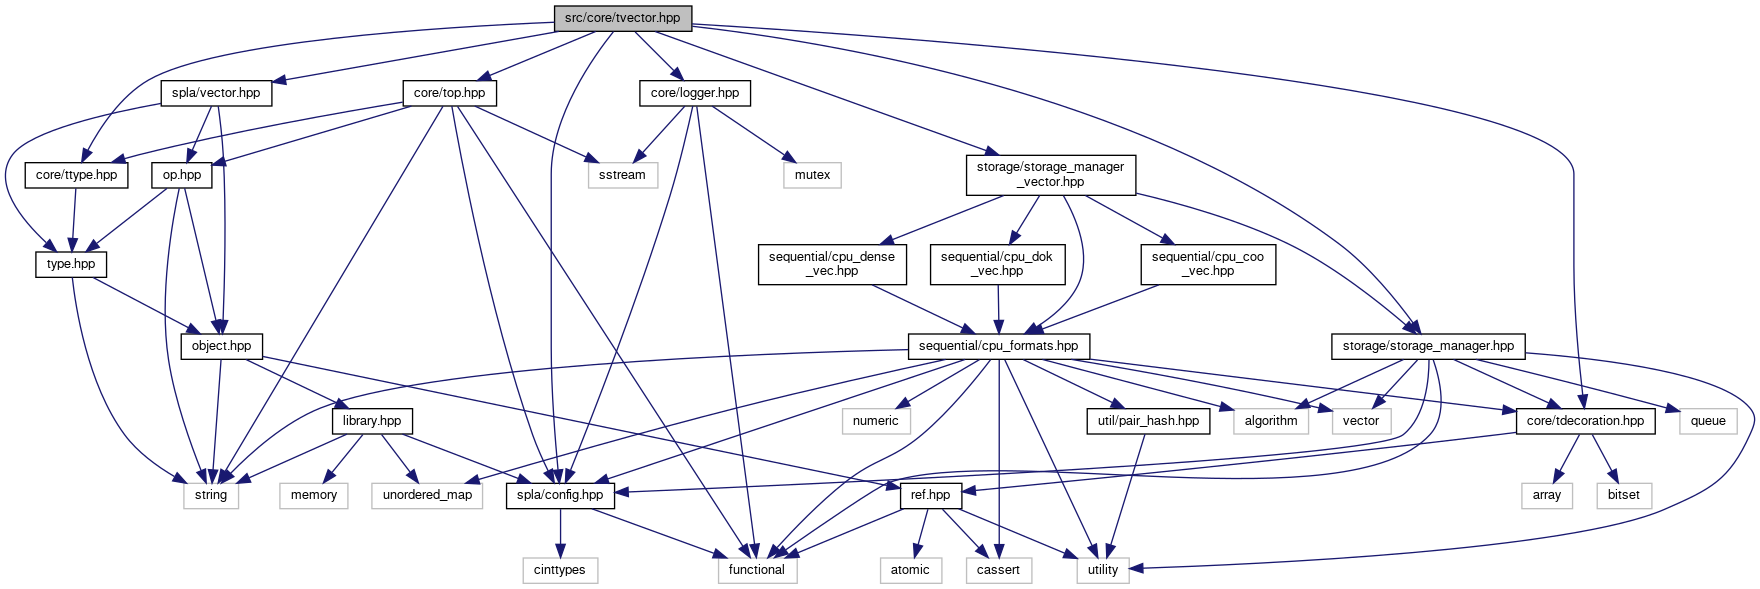 src/core/tvector.hpp
spla/vector.hpp
core/top.hpp
core/logger.hpp
core/ttype.hpp
op.hpp
sstream
mutex
storage/storage_manager
_vector.hpp
type.hpp
sequential/cpu_dense
_vec.hpp
sequential/cpu_dok
_vec.hpp
sequential/cpu_coo
_vec.hpp
object.hpp
sequential/cpu_formats.hpp
storage/storage_manager.hpp
library.hpp
numeric
util/pair_hash.hpp
algorithm
vector
core/tdecoration.hpp
queue
string
memory
unordered_map
spla/config.hpp
ref.hpp
array
bitset
cinttypes
functional
atomic
cassert
utility